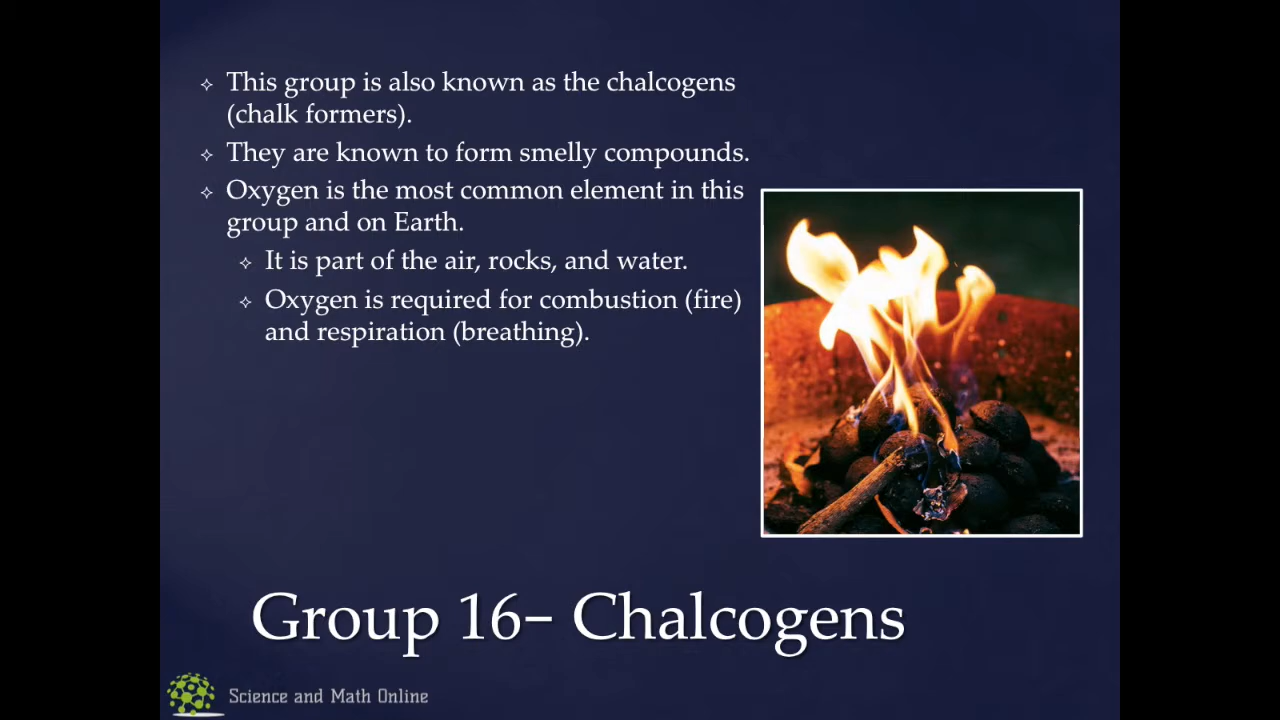 This group is also known as the chalcogens
(chalk formers).
They are known to form smelly compounds.
Oxygen is the most common element in this
group and on Earth.
It is part of the air, rocks, and water.
Oxygen is required for combustion (fire)
and respiration (breathing).
Group 16– Chalcogens
Science and Math Online